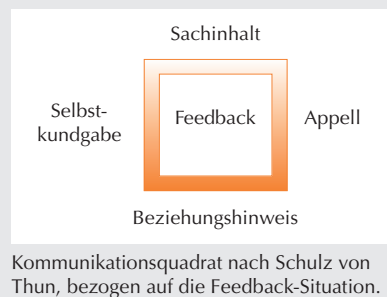 Sachinhalt
Selbst-
kundgabe
Feedback
Appell
Beziehungshinweis
Kommunikationsquadrat nach Schulz von
Thun, bezogen auf die Feedback-Situation.